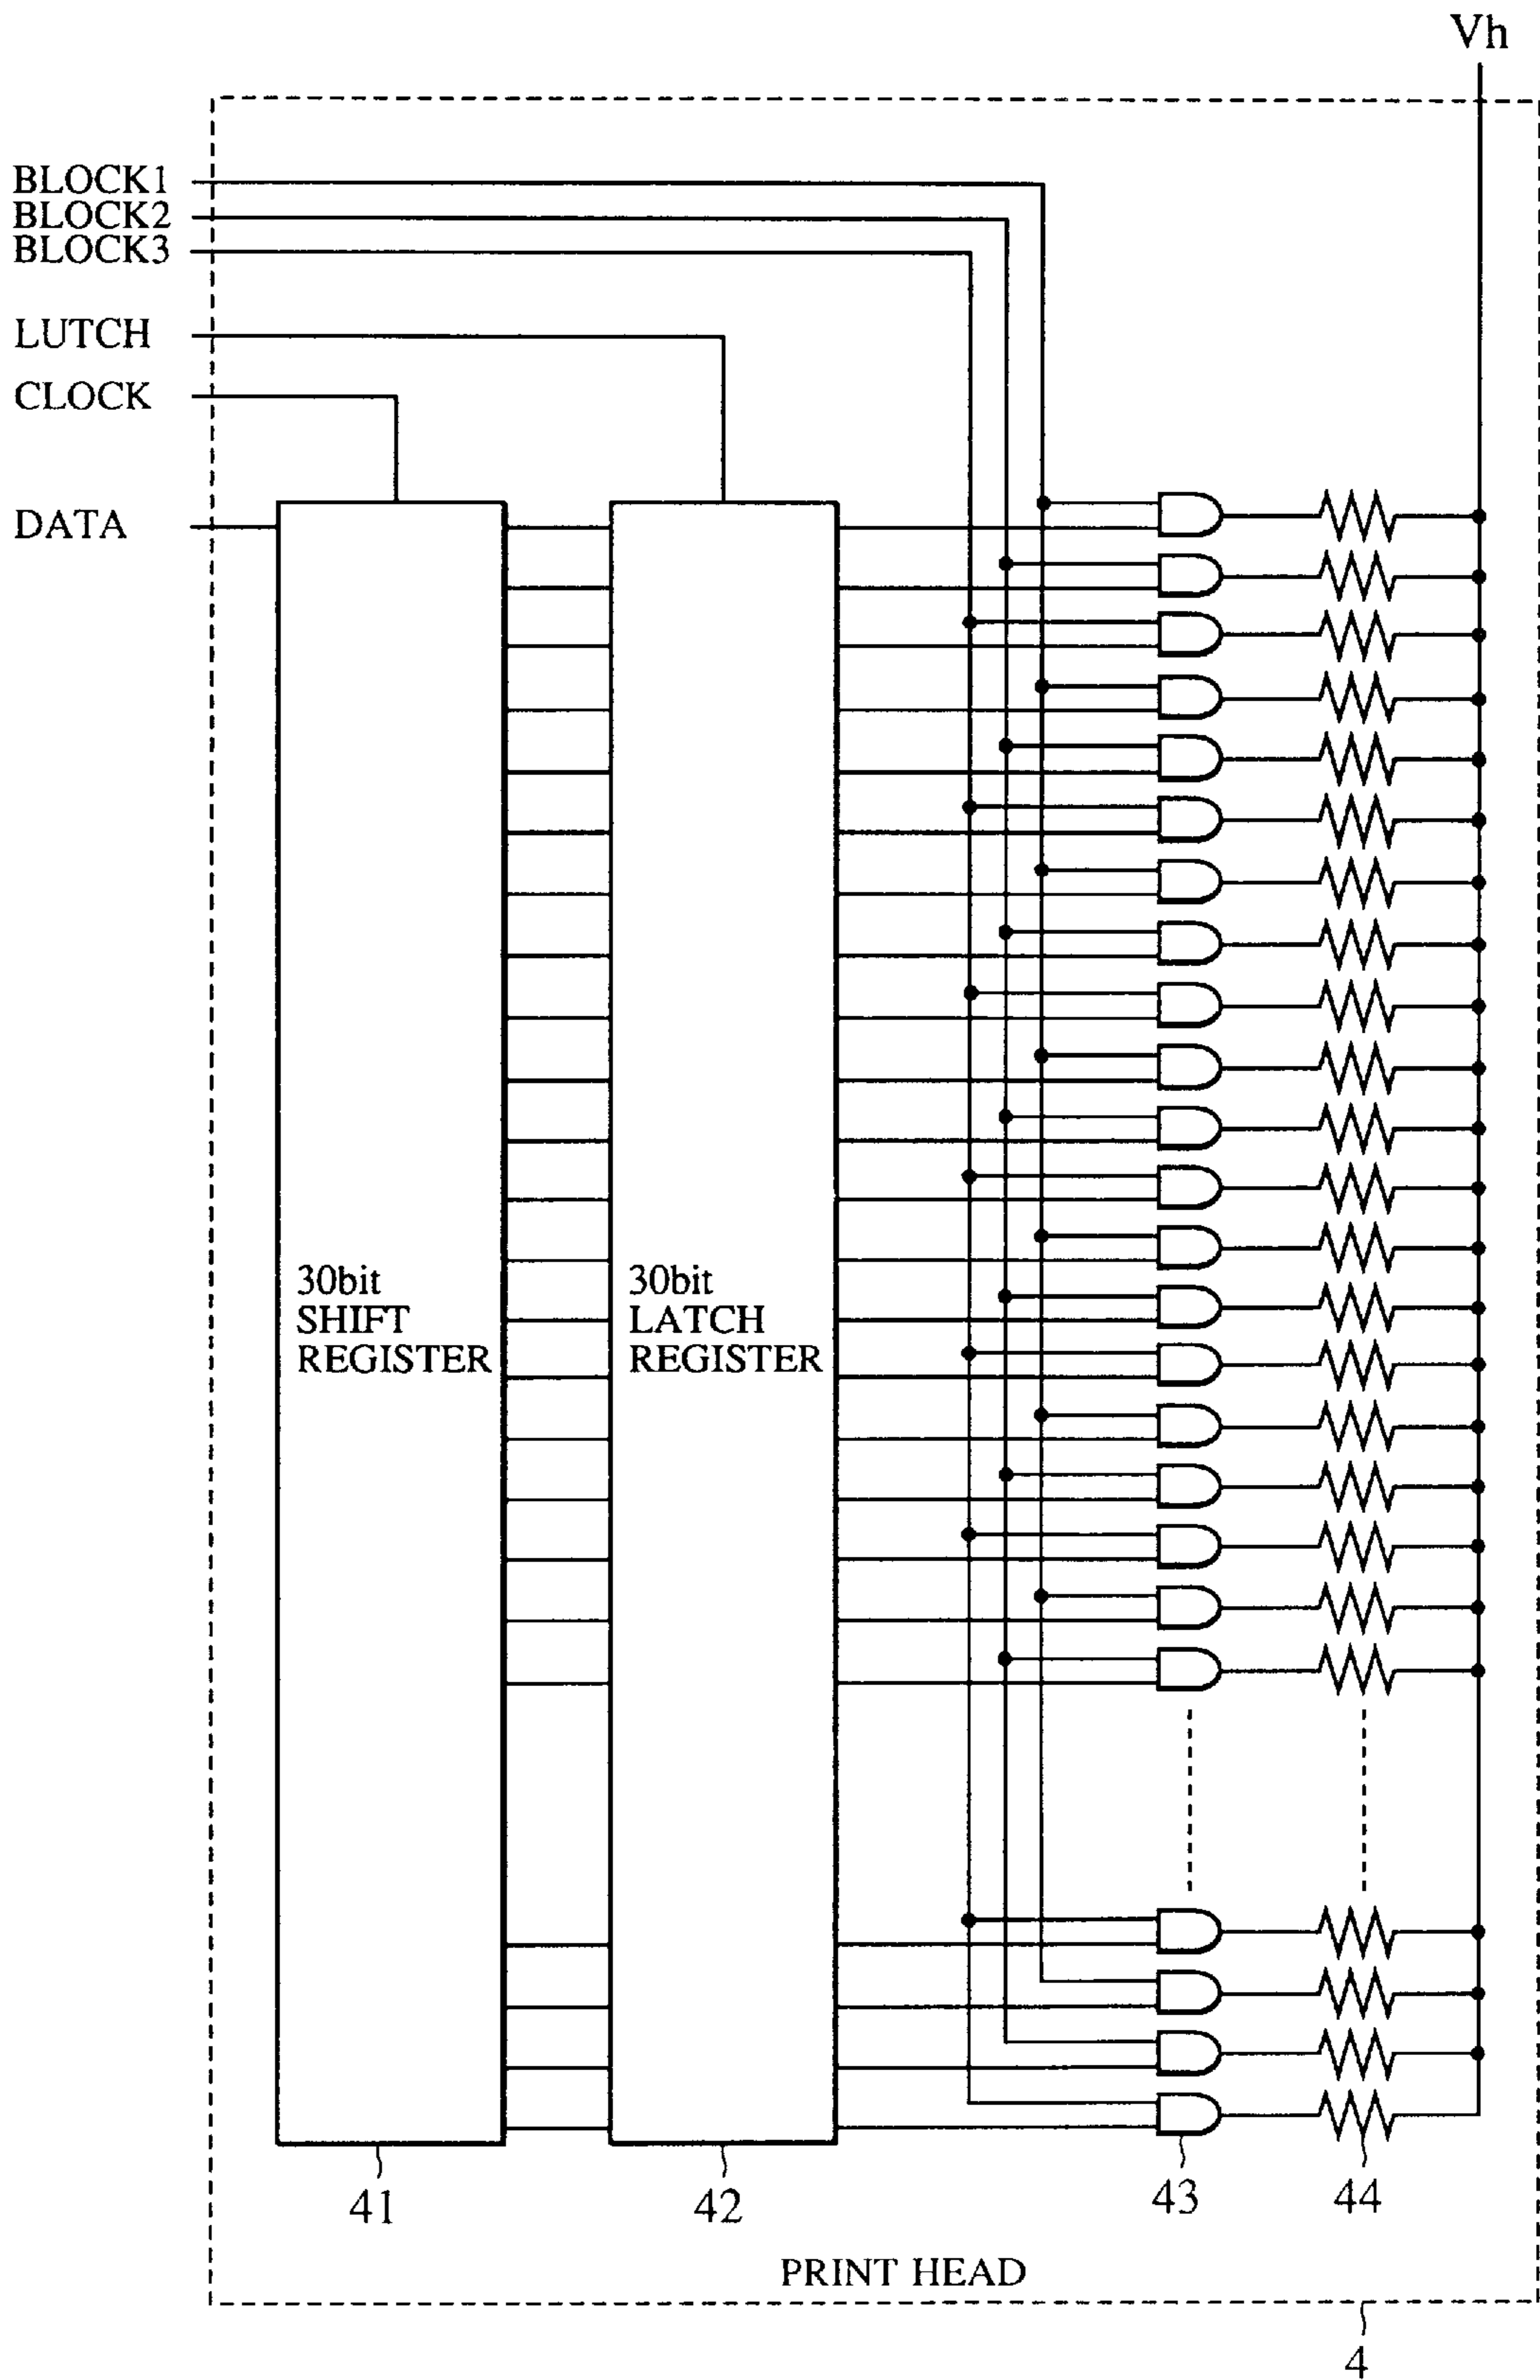 Vh
BLOCK1
BLOCK2
BLOCK3
LUTCH
CLOCK
DATA
30bit
SHIFT
REGISTER
30bit
LATCH
REGISTER
41
42
43
44
PRINT HEAD
4